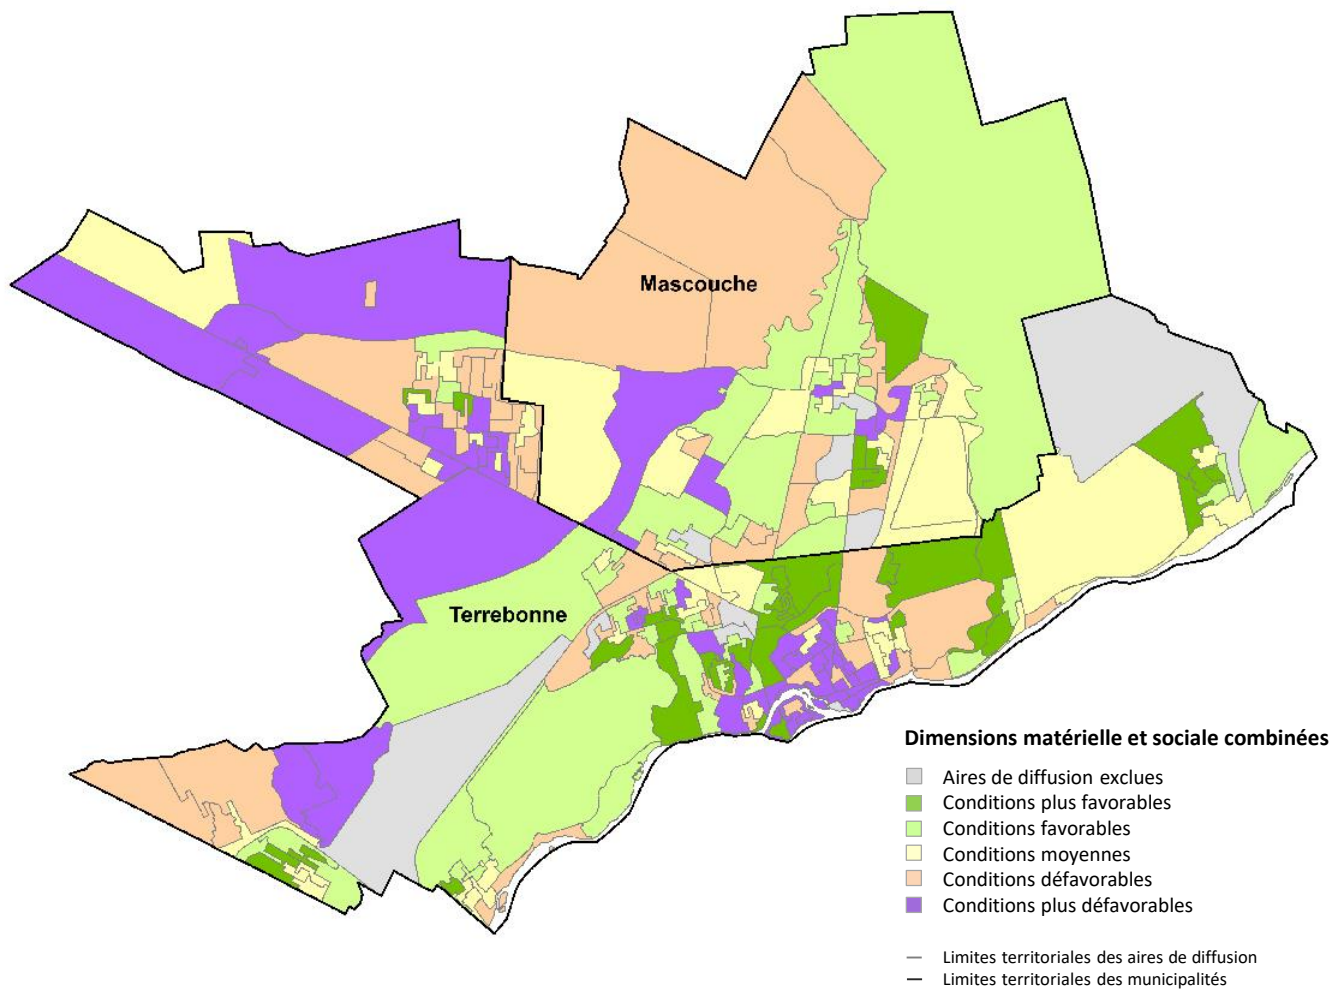 Mascouche
Terrebonne
Dimensions matérielle et sociale combinées
Aires de diffusion exclues
Conditions plus favorables
Conditions favorables
Conditions moyennes
Conditions défavorables
Conditions plus défavorables
Limites territoriales des aires de diffusion
Limites territoriales des municipalités